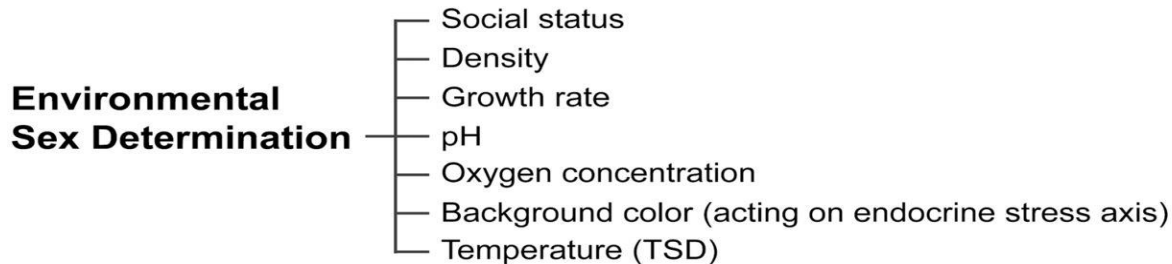 Environmental
Sex Determination
Social status
Density
Growth rate
pH
Oxygen concentration
Background color (acting on endocrine stress axis)
Temperature (TSD)